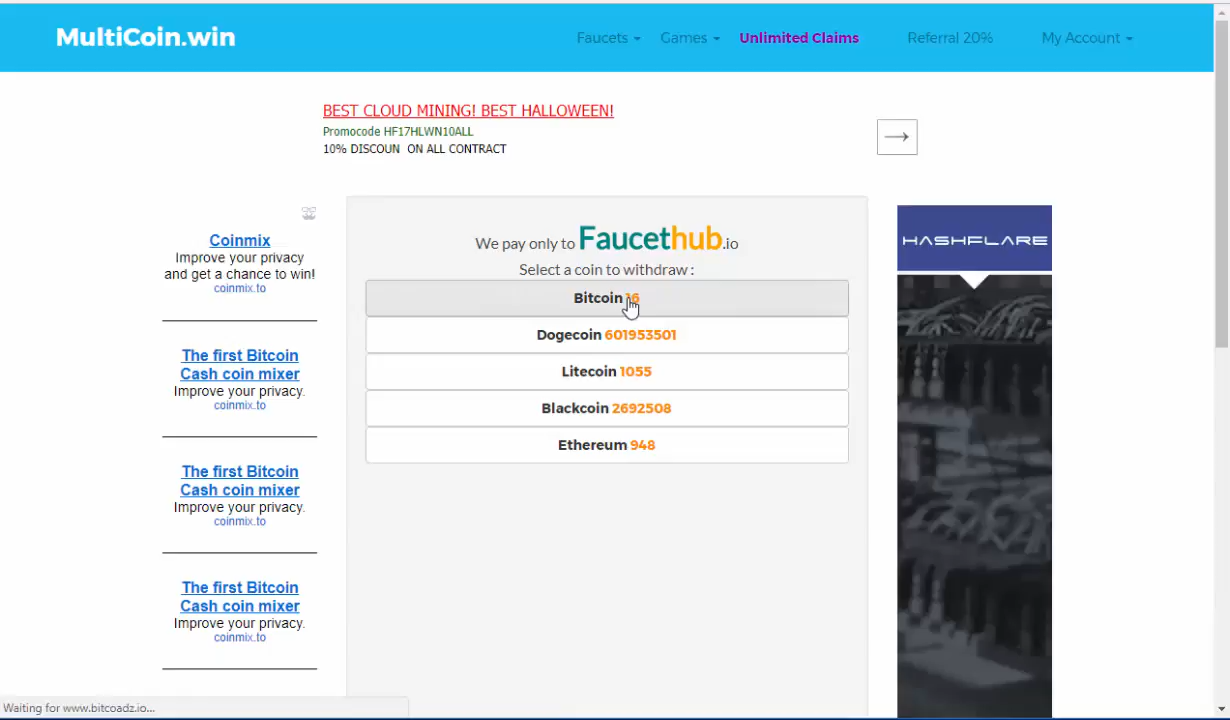 MultiCoin.win
Faucets Games Unlimited Claims Referral 20% My Account
BEST CLOUD MINING! BEST HALLOWEEN!
Promocode HF17HLWN10ALL
10% DISCOUN ON ALL CONTRACT
Coinmix
Improve your privacy
and get a chance to win!
coinmix.to
The first Bitcoin
Cash coin mixer
Improve your privacy.
coinmix.to
The first Bitcoin
Cash coin mixer
Improve your privacy.
coinmix.to
The first Bitcoin
Cash coin mixer
Improve your privacy.
coinmix.to
We pay only to Faucethub.io
Select a coin to withdraw :
Bitcoin 16
Dogecoin 601953501
Litecoin 1055
Blackcoin 2692508
Ethereum 948
HASHFLARE
Waiting for www.bitcoadz.io...